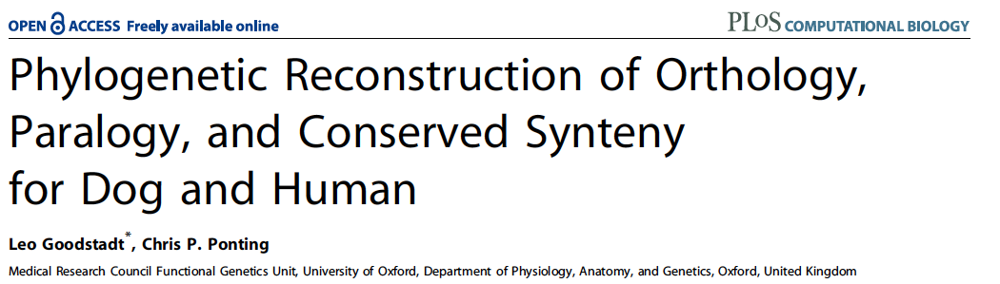 OPEN ACCESS Freely available online
PLoS COMPUTATIONAL BIOLOGY
Phylogenetic Reconstruction of Orthology,
Paralogy, and Conserved Synteny
for Dog and Human
Leo Goodstadt*, Chris P. Ponting
Medical Research Council Functional Genetics Unit, University of Oxford, Department of Physiology, Anatomy, and Genetics, Oxford, United Kingdom